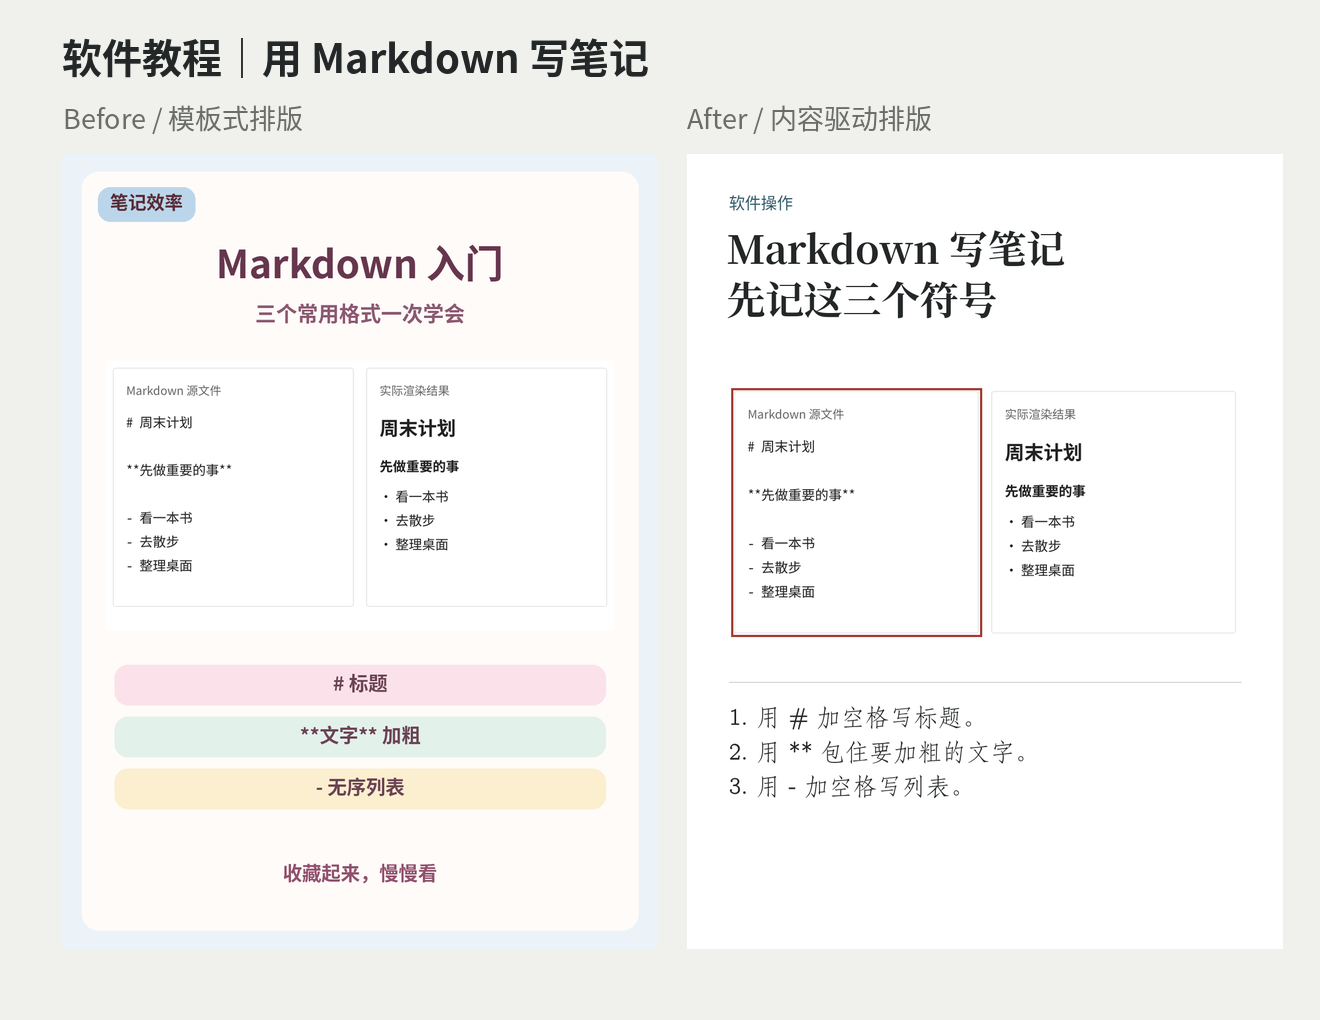 软件教程｜用 Markdown 写笔记
Before / 模板式排版
笔记效率
Markdown 入门
三个常用格式一次学会
Markdown 源文件
# 周末计划
**先做重要的事**
- 看一本书
- 去散步
- 整理桌面
实际渲染结果
周末计划
先做重要的事
• 看一本书
• 去散步
• 整理桌面
# 标题
**文字** 加粗
- 无序列表
收藏起来，慢慢看
After / 内容驱动排版
软件操作
Markdown 写笔记
先记这三个符号
Markdown 源文件
# 周末计划
**先做重要的事**
- 看一本书
- 去散步
- 整理桌面
实际渲染结果
周末计划
先做重要的事
• 看一本书
• 去散步
• 整理桌面
1. 用 # 加空格写标题。
2. 用 ** 包住要加粗的文字。
3. 用 - 加空格写列表。